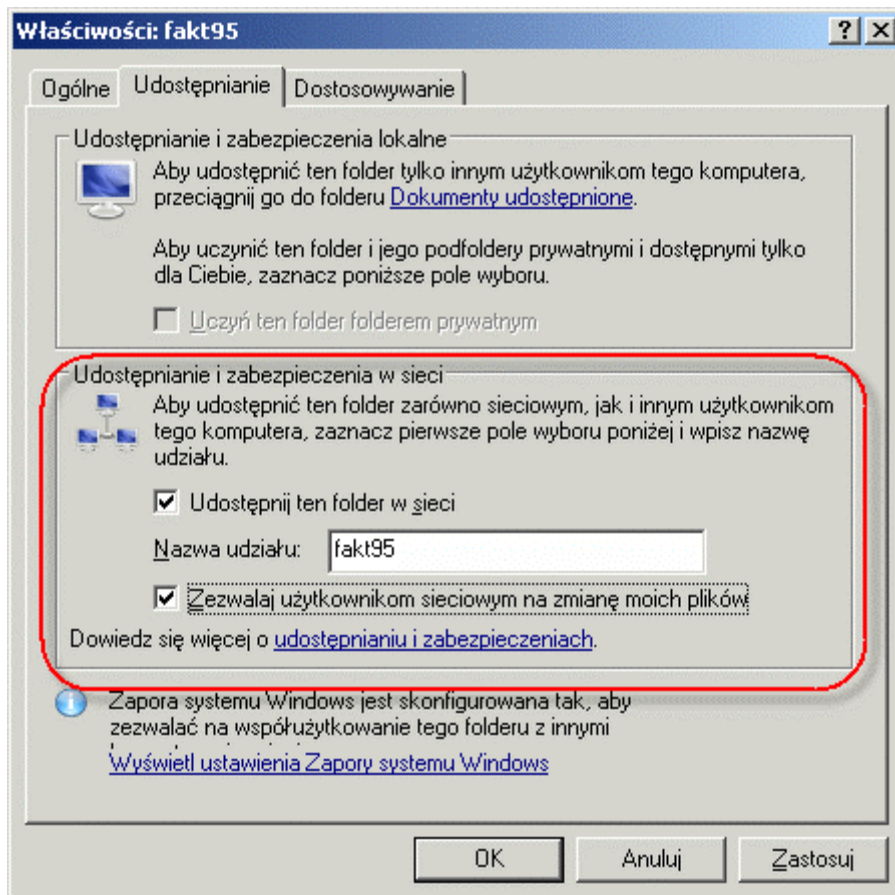 Właściwości: fakt95
Ogólne
Udostępnianie
Dostosowywanie
Udostępnianie i zabezpieczenia lokalne
Aby udostępnić ten folder tylko innym użytkownikom tego komputera,
przeciągnij go do folderu Dokumenty udostępnione.
Aby uczynić ten folder i jego podfoldery prywatnymi i dostępnymi tylko
dla Ciebie, zaznacz poniższe pole wyboru.
Uczyń ten folder folderem prywatnym
Udostępnianie i zabezpieczenia w sieci
Aby udostępnić ten folder zarówno sieciowym, jak i innym użytkownikom
tego komputera, zaznacz pierwsze pole wyboru poniżej i wpisz nazwę
udziału.
Udostępnij ten folder w sieci
Nazwa udziału: fakt95
Zezwalaj użytkownikom sieciowym na zmianę moich plików
Dowiedz się więcej o udostępnianiu i zabezpieczeniach.
Zapora systemu Windows jest skonfigurowana tak, aby
zezwalać na współużytkowanie tego folderu z innymi
Wyświetl ustawienia Zapory systemu Windows
OK
Anuluj
Zastosuj